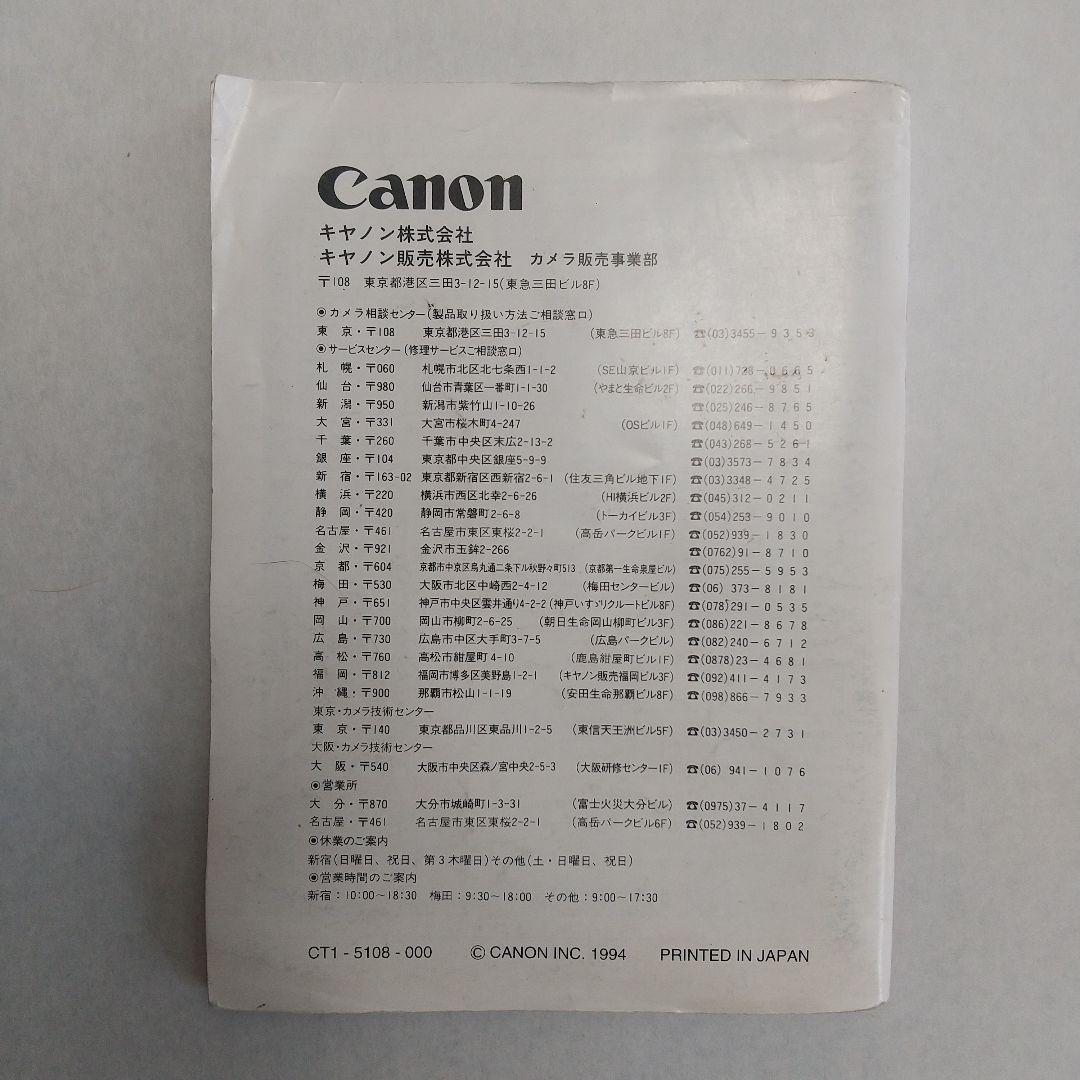 Canon
キヤノン株式会社
キヤノン販売株式会社 カメラ販売事業部
〒108 東京都港区三田3-12-15(東急三田ビル8F)
◉カメラ相談センター(製品取り扱い方法ご相談窓口)
東 京・〒108 東京都港区三田3-12-15 (東急三田ビル8F) ☎(03)3455-9353
◉サービスセンター(修理サービスご相談窓口)
札 幌・〒060 札幌市北区北七条西1-1-2 (SE山京ビル1F) ☎(011)728-0665
仙 台・〒980 仙台市青葉区一番町1-1-30 (やまと生命ビル2F) ☎(022)266-9851
新 潟・〒950 新潟市紫竹山1-10-26 ☎(025)246-8765
大 宮・〒331 大宮市桜木町4-247 (OSビル1F) ☎(048)649-1450
千 葉・〒260 千葉市中央区末広2-13-2 ☎(043)268-5261
銀 座・〒104 東京都中央区銀座5-9-9 ☎(03)3573-7834
新 宿・〒163-02 東京都新宿区西新宿2-6-1 (住友三角ビル地下1F) ☎(03)3348-4725
横 浜・〒220 横浜市西区北幸2-6-26 (HI横浜ビル2F) ☎(045)312-0211
静 岡・〒420 静岡市常磐町2-6-8 (トーカイビル3F) ☎(054)253-9010
名古屋・〒461 名古屋市東区東桜2-2-1 (高岳パークビル1F) ☎(052)939-1830
金 沢・〒921 金沢市玉鉾2-266 ☎(0762)91-8710
京 都・〒604 京都市中京区烏丸通二条下ル秋野々町513 (京都第一生命泉屋ビル) ☎(075)255-5953
梅 田・〒530 大阪市北区中崎西2-4-12 (梅田センタービル) ☎(06) 373-8181
神 戸・〒651 神戸市中央区雲井通り4-2-2 (神戸いすゞリクルートビル8F) ☎(078)291-0535
岡 山・〒700 岡山市柳町2-6-25 (朝日生命岡山柳町ビル3F) ☎(086)221-8678
広 島・〒730 広島市中区大手町3-7-5 (広島パークビル) ☎(082)240-6712
高 松・〒760 高松市紺屋町4-10 (鹿島紺屋町ビル1F) ☎(0878)23-4681
福 岡・〒812 福岡市博多区美野島1-2-1 (キヤノン販売福岡ビル3F) ☎(092)411-4173
沖 縄・〒900 那覇市松山1-1-19 (安田生命那覇ビル8F) ☎(098)866-7933
東京・カメラ技術センター
東 京・〒140 東京都品川区東品川1-2-5 (東信天王洲ビル5F) ☎(03)3450-2731
大阪・カメラ技術センター
大 阪・〒540 大阪市中央区森ノ宮中央2-5-3 (大阪研修センター1F) ☎(06) 941-1076
◉営業所
大 分・〒870 大分市城崎町1-3-31 (富士火災大分ビル) ☎(0975)37-4117
名古屋・〒461 名古屋市東区東桜2-2-1 (高岳パークビル6F) ☎(052)939-1802
◉休業のご案内
新宿(日曜日、祝日、第3木曜日)その他(土・日曜日、祝日)
◉営業時間のご案内
新宿：10:00〜18:30 梅田：9:30〜18:00 その他：9:00〜17:30
CT1 - 5108 - 000 © CANON INC. 1994 PRINTED IN JAPAN